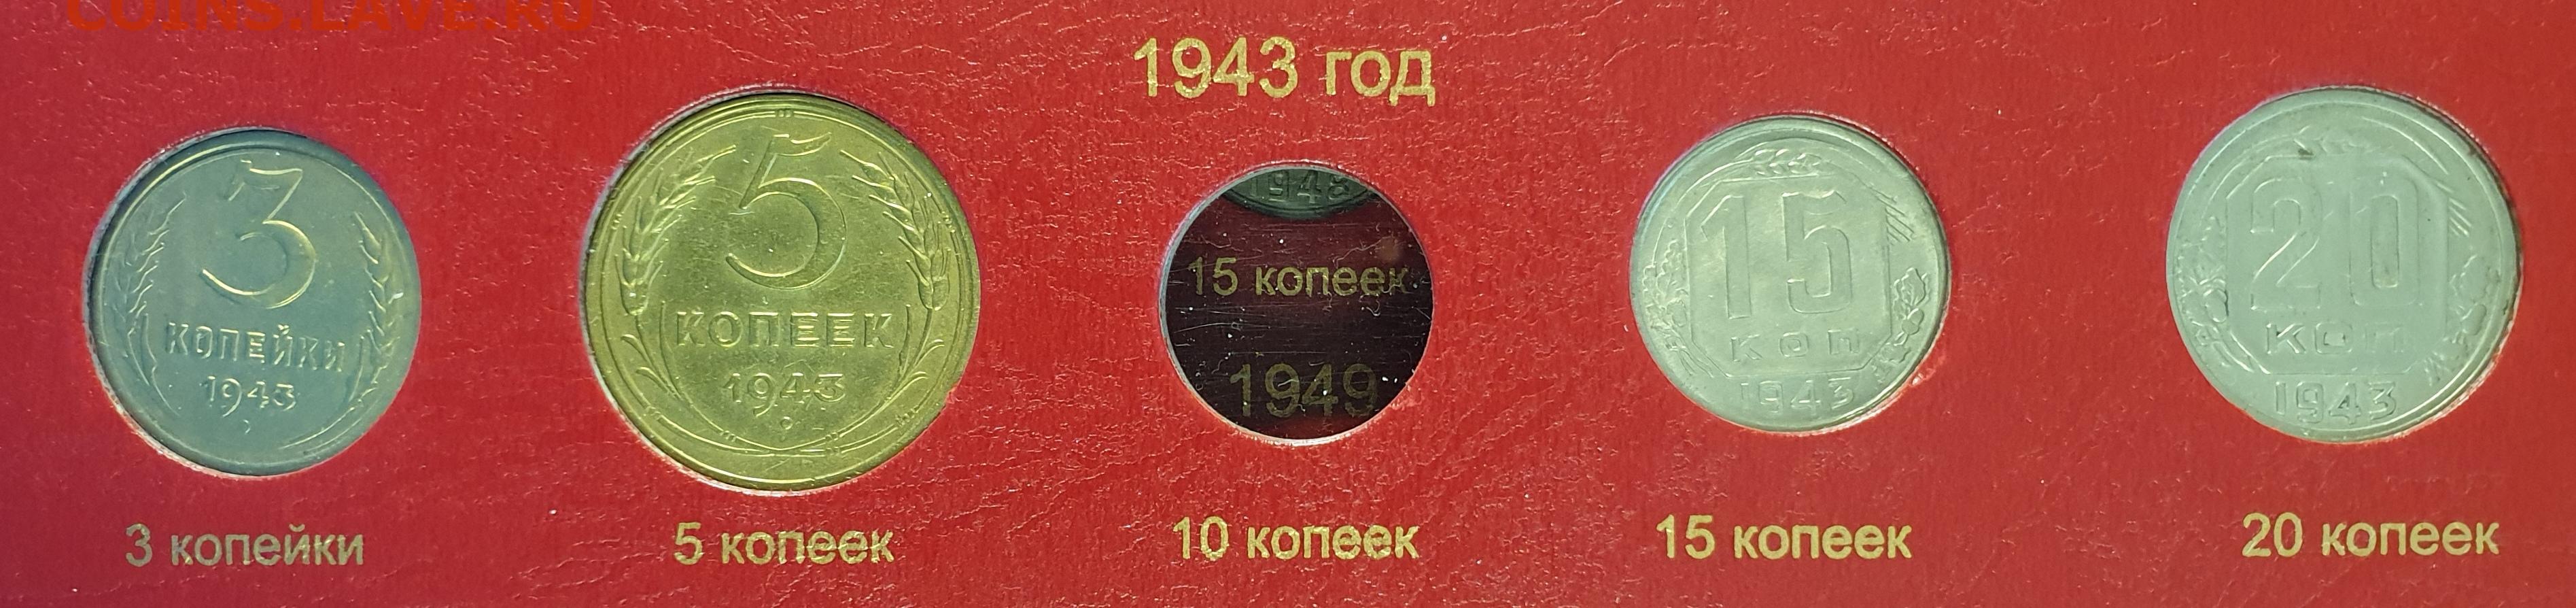 COINS.LAVE.RU
1943 год
3
КОПЕЙКИ
1943
5
КОПЕЕК
1943
1948
15 копеек
1949
15
КОП
1943
20
КОП
1943
3 копейки
5 копеек
10 копеек
15 копеек
20 копеек